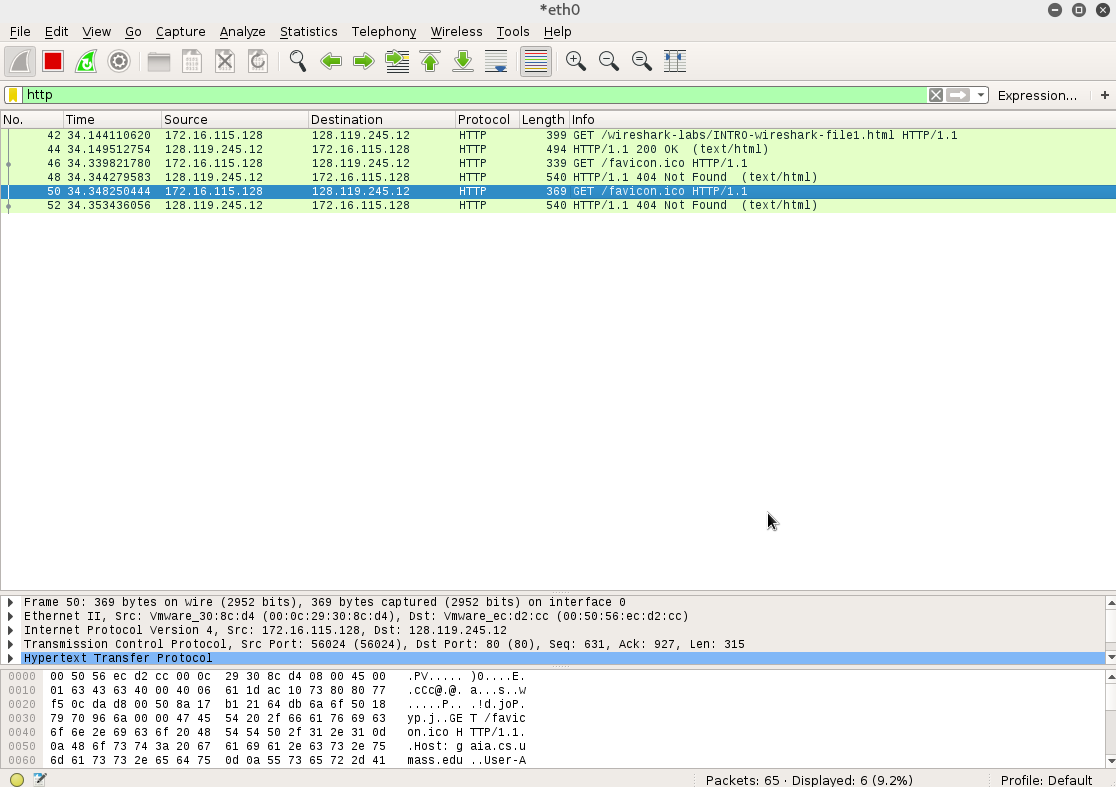 *eth0
File Edit View Go Capture Analyze Statistics Telephony Wireless Tools Help
http Expression... +
No. Time Source Destination Protocol Length Info
42 34.144110620 172.16.115.128 128.119.245.12 HTTP 399 GET /wireshark-labs/INTRO-wireshark-file1.html HTTP/1.1
44 34.149512754 128.119.245.12 172.16.115.128 HTTP 494 HTTP/1.1 200 OK (text/html)
46 34.339821780 172.16.115.128 128.119.245.12 HTTP 339 GET /favicon.ico HTTP/1.1
48 34.344279583 128.119.245.12 172.16.115.128 HTTP 540 HTTP/1.1 404 Not Found (text/html)
50 34.348250444 172.16.115.128 128.119.245.12 HTTP 369 GET /favicon.ico HTTP/1.1
52 34.353436056 128.119.245.12 172.16.115.128 HTTP 540 HTTP/1.1 404 Not Found (text/html)
Frame 50: 369 bytes on wire (2952 bits), 369 bytes captured (2952 bits) on interface 0
Ethernet II, Src: Vmware_30:8c:d4 (00:0c:29:30:8c:d4), Dst: Vmware_ec:d2:cc (00:50:56:ec:d2:cc)
Internet Protocol Version 4, Src: 172.16.115.128, Dst: 128.119.245.12
Transmission Control Protocol, Src Port: 56024 (56024), Dst Port: 80 (80), Seq: 631, Ack: 927, Len: 315
Hypertext Transfer Protocol
0000 00 50 56 ec d2 cc 00 0c 29 30 8c d4 08 00 45 00 .PV..... )0....E.
0010 01 63 43 63 40 00 40 06 61 1d ac 10 73 80 80 77 .cCc@.@. a...s..w
0020 f5 0c da d8 00 50 8a 17 b1 21 64 db 6a 6f 50 18 .....P.. .!d.joP.
0030 79 70 96 6a 00 00 47 45 54 20 2f 66 61 76 69 63 yp.j..GE T /favic
0040 6f 6e 2e 69 63 6f 20 48 54 54 50 2f 31 2e 31 0d on.ico H TTP/1.1.
0050 0a 48 6f 73 74 3a 20 67 61 69 61 2e 63 73 2e 75 .Host: g aia.cs.u
0060 6d 61 73 73 2e 65 64 75 0d 0a 55 73 65 72 2d 41 mass.edu ..User-A
Packets: 65 · Displayed: 6 (9.2%) Profile: Default